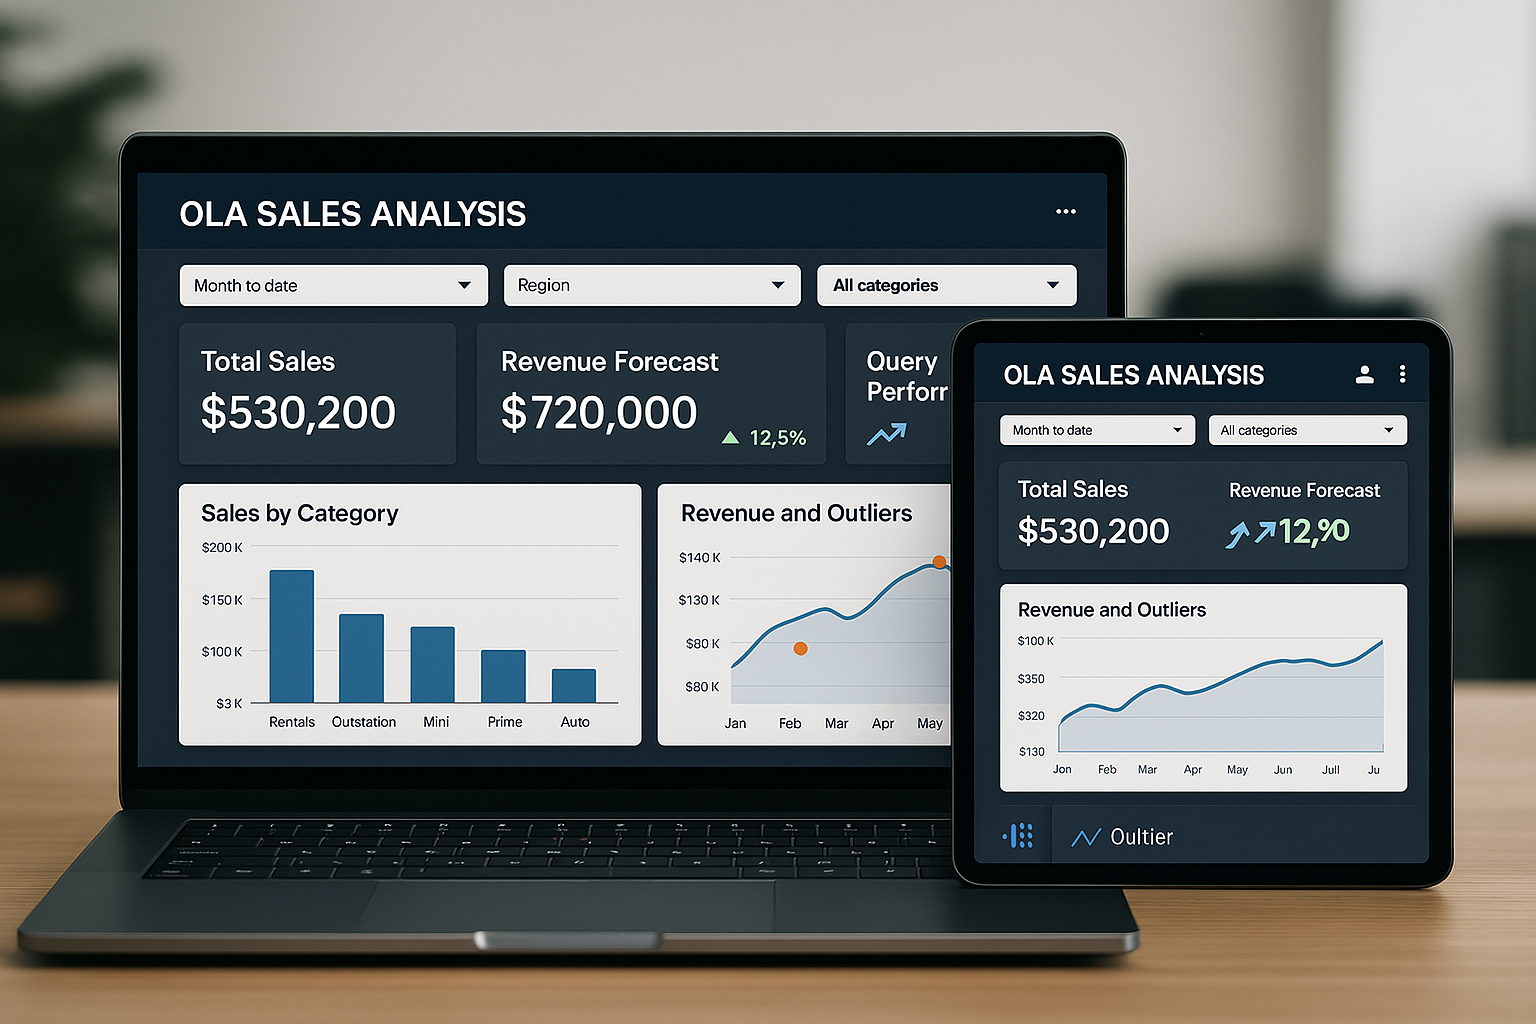 OLA SALES ANALYSIS
Month to date
Region
All categories
Total Sales
$530,200
Revenue Forecast
$720,000
12,5%
Query
Perforr
Sales by Category
$200 K
$150 K
$100 K
$3 K
Rentals Outstation Mini Prime Auto
Revenue and Outliers
$140 K
$130 K
$80 K
$80 K
Jan Feb Mar Apr May
OLA SALES ANALYSIS
Month to date
All categories
Total Sales
$530,200
Revenue Forecast
Revenue and Outliers
$100 K
$350
$320
$130
Jon Feb Mar Apr May Jun Jull Ju
Oultier